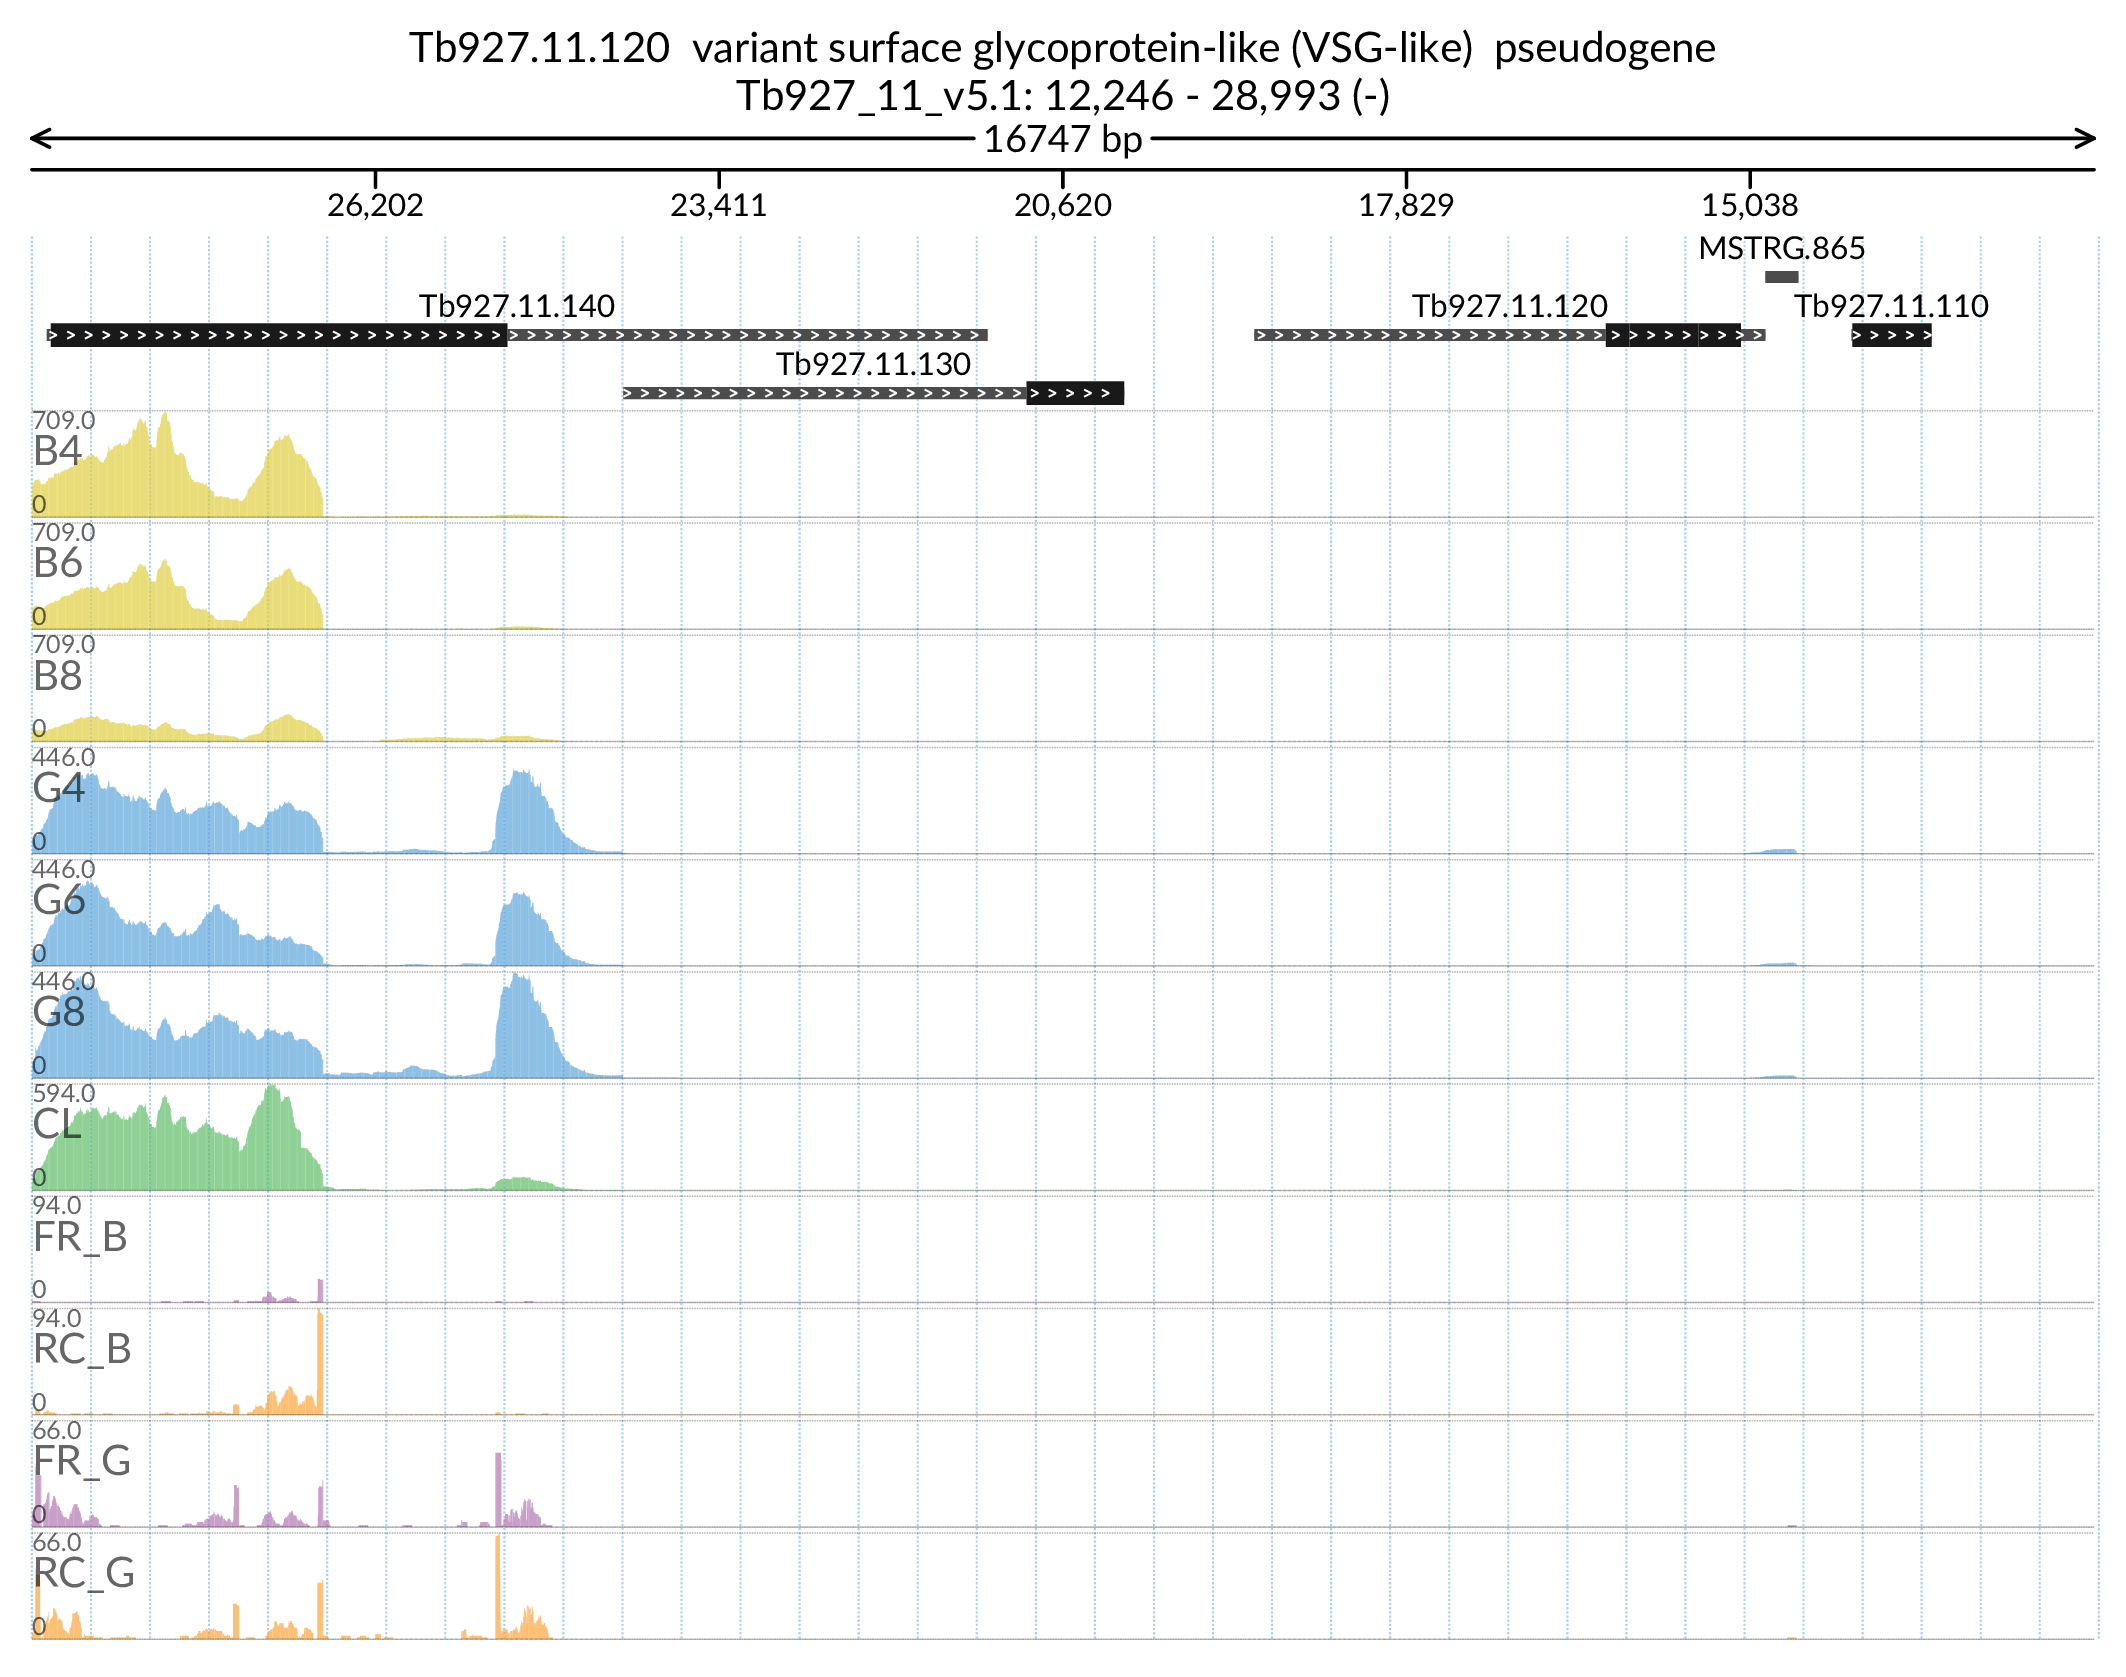 Tb927.11.120  variant surface glycoprotein-like (VSG-like)  pseudogene
Tb927_11_v5.1: 12,246 - 28,993 (-)
16747 bp
26,202 23,411 20,620 17,829 15,038
MSTRG.865
Tb927.11.140 Tb927.11.120 Tb927.11.110
Tb927.11.130
709.0
B4
0
709.0
B6
0
709.0
B8
0
446.0
G4
0
446.0
G6
0
446.0
G8
0
594.0
CL
0
94.0
FR_B
0
94.0
RC_B
0
66.0
FR_G
0
66.0
RC_G
0